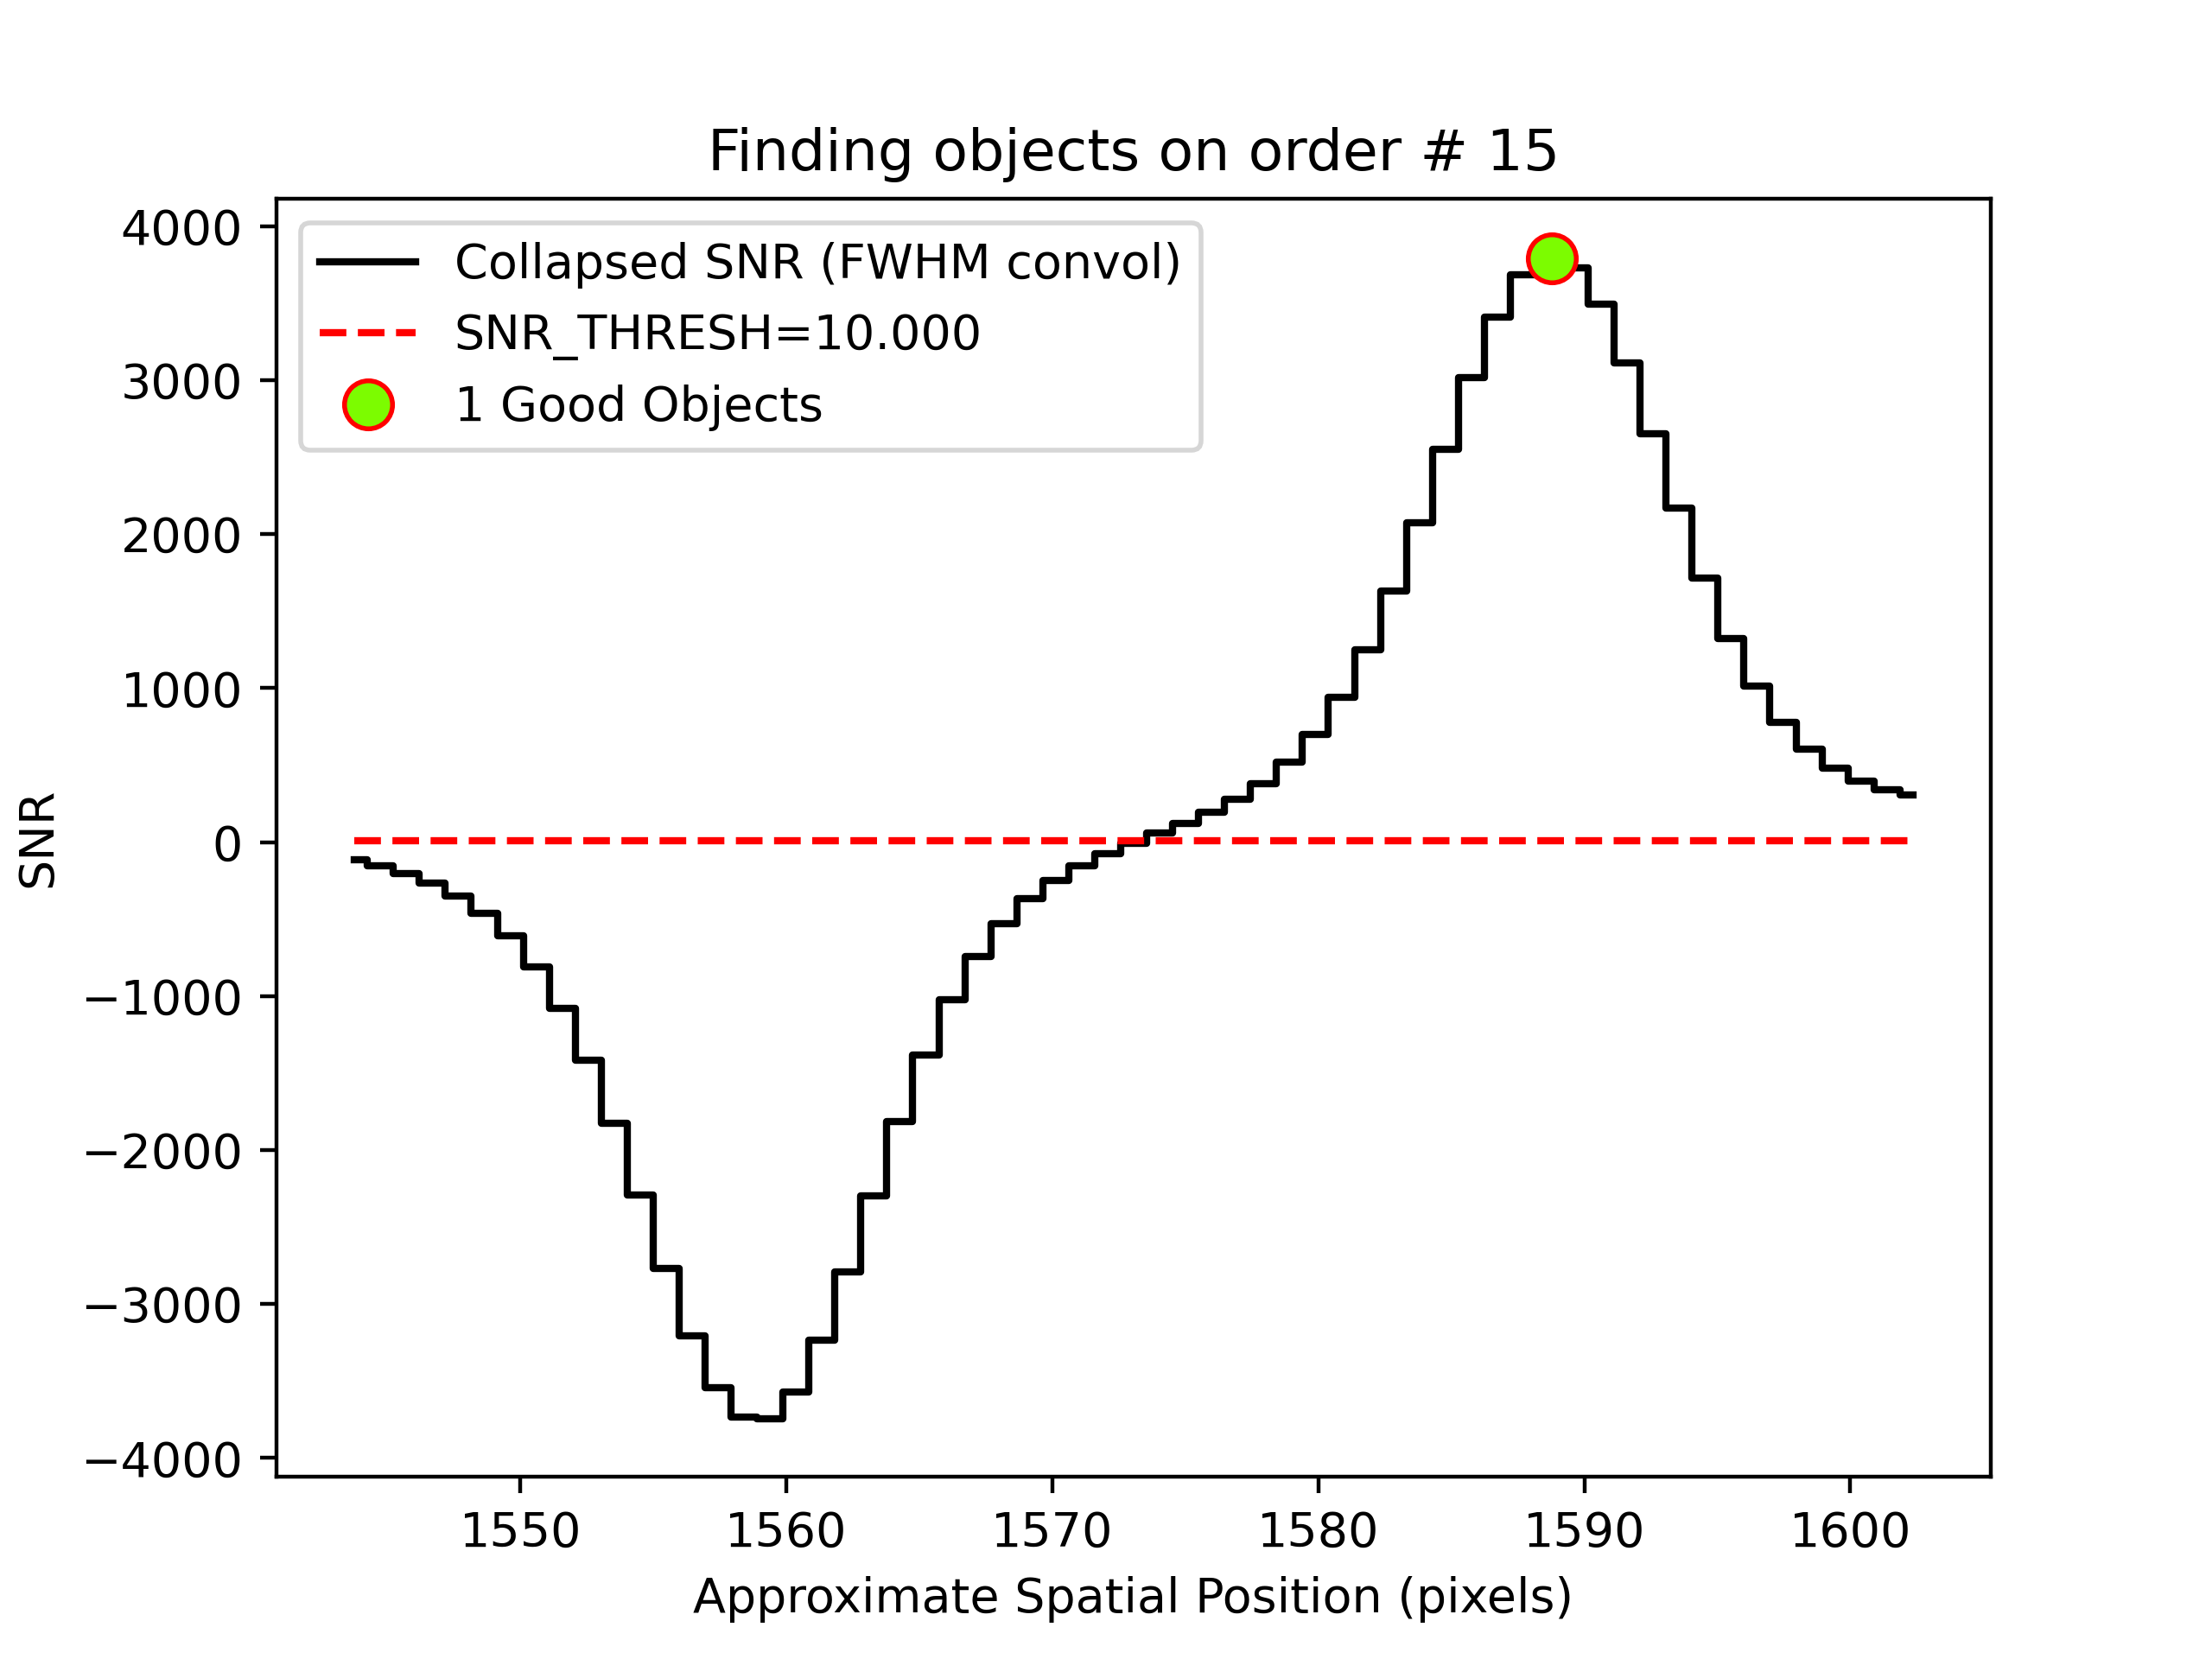 Finding objects on order # 15
Collapsed SNR (FWHM convol)
SNR_THRESH=10.000
1 Good Objects
4000
3000
2000
1000
0
−1000
−2000
−3000
−4000
SNR
1550 1560 1570 1580 1590 1600
Approximate Spatial Position (pixels)